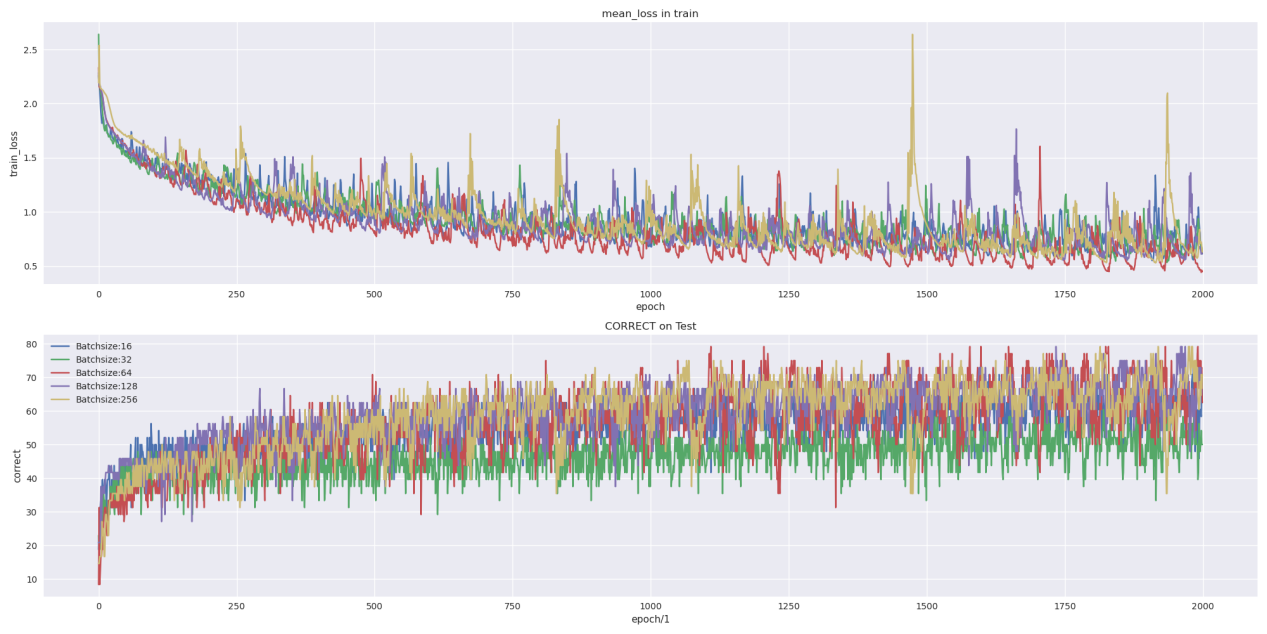 mean_loss in train
train_loss
2.5
2.0
1.5
1.0
0.5
0 250 500 750 1000 1250 1500 1750 2000
epoch
CORRECT on Test
correct
80
70
60
50
40
30
20
10
Batchsize:16
Batchsize:32
Batchsize:64
Batchsize:128
Batchsize:256
0 250 500 750 1000 1250 1500 1750 2000
epoch/1